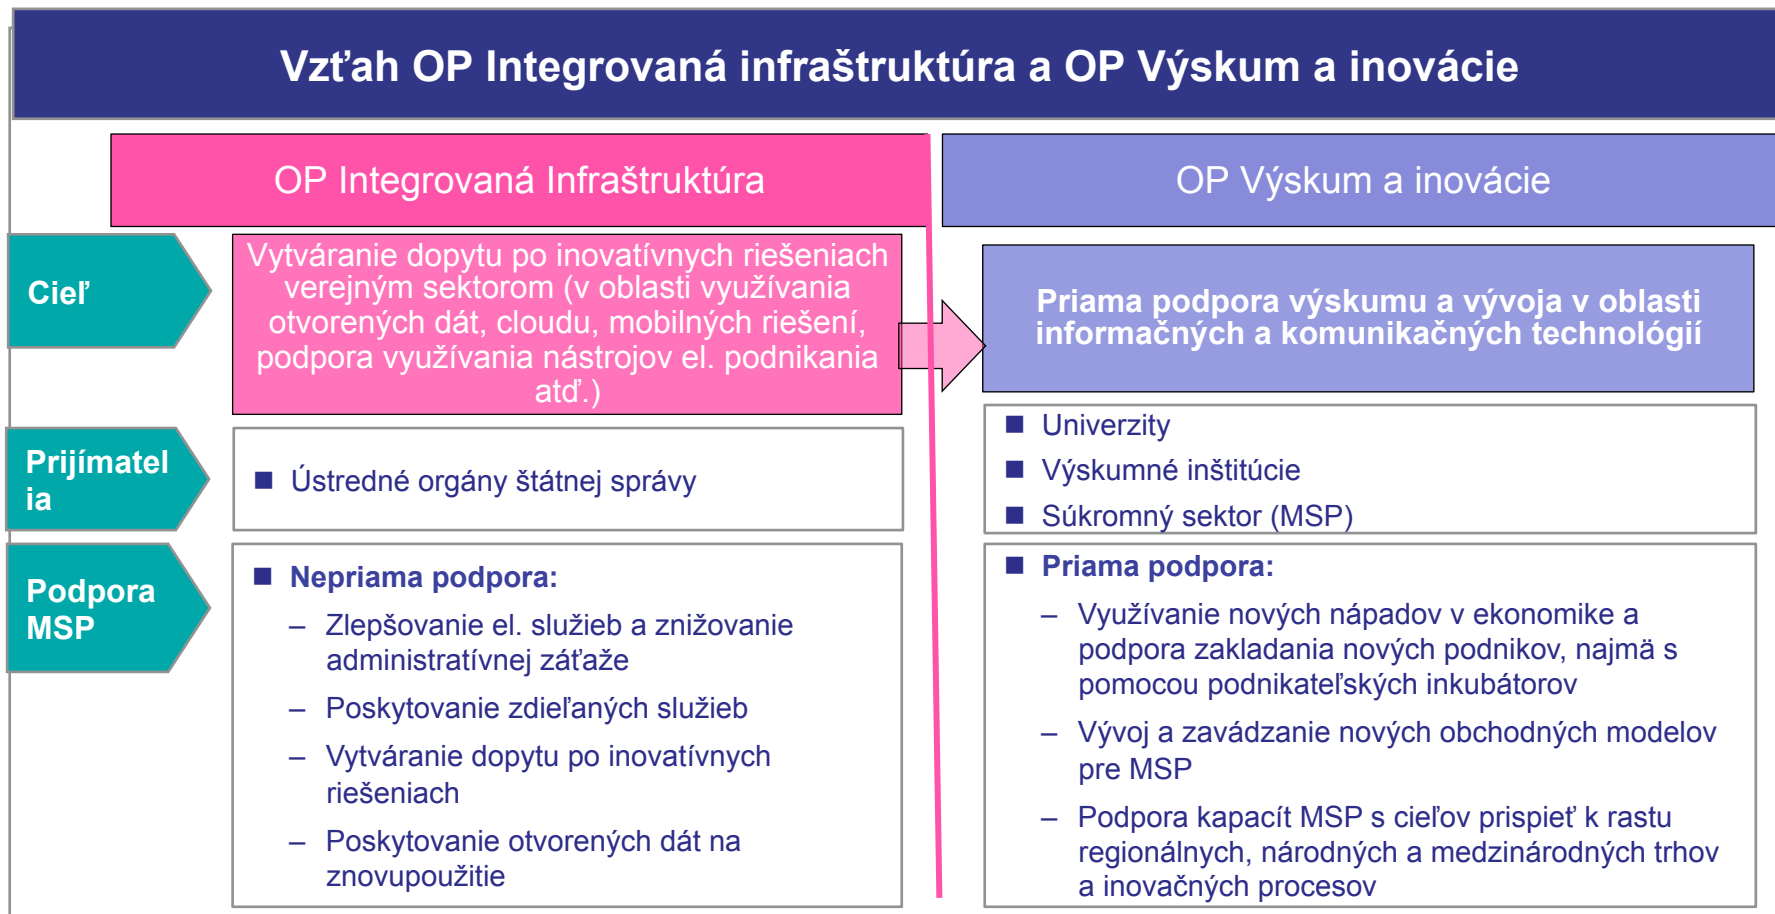 Vzťah OP Integrovaná infraštruktúra a OP Výskum a inovácie
OP Integrovaná Infraštruktúra
OP Výskum a inovácie
Cieľ
Vytváranie dopytu po inovatívnych riešeniach
verejným sektorom (v oblasti využívania
otvorených dát, cloudu, mobilných riešení,
podpora využívania nástrojov el. podnikania
atď.)
Priama podpora výskumu a vývoja v oblasti
informačných a komunikačných technológií
Prijímatel
ia
■ Ústredné orgány štátnej správy
■ Univerzity
■ Výskumné inštitúcie
■ Súkromný sektor (MSP)
Podpora
MSP
■ Nepriama podpora:
– Zlepšovanie el. služieb a znižovanie
administratívnej záťaže
– Poskytovanie zdieľaných služieb
– Vytváranie dopytu po inovatívnych
riešeniach
– Poskytovanie otvorených dát na
znovupoužitie
■ Priama podpora:
– Využívanie nových nápadov v ekonomike a
podpora zakladania nových podnikov, najmä s
pomocou podnikateľských inkubátorov
– Vývoj a zavádzanie nových obchodných modelov
pre MSP
– Podpora kapacít MSP s cieľov prispieť k rastu
regionálnych, národných a medzinárodných trhov
a inovačných procesov